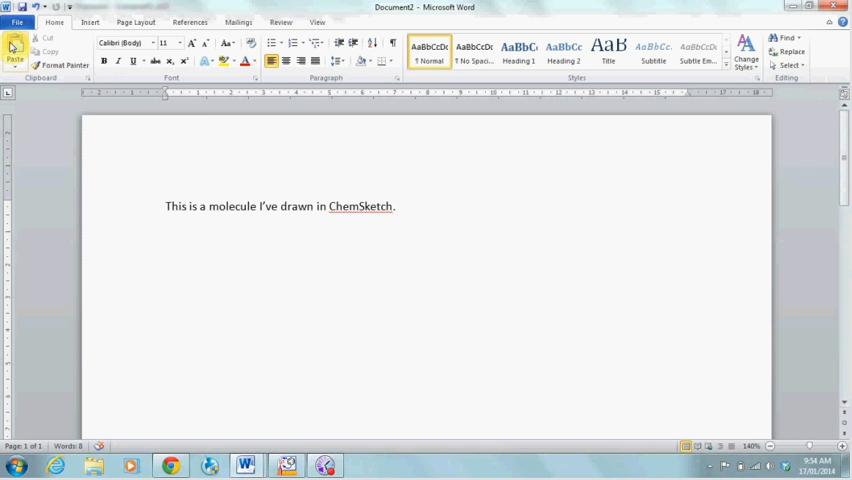 Document2 - Microsoft Word
File Home Insert Page Layout References Mailings Review View
Cut
Copy
Paste
Format Painter
Clipboard
Calibri (Body) 11
Font
Paragraph
AaBbCcDc AaBbCcDc AaBbC AaBbCc AaB AaBbCc. AaBbCcDc
¶ Normal ¶ No Spaci... Heading 1 Heading 2 Title Subtitle Subtle Em...
Styles
Change Styles
Find
Replace
Select
Editing
This is a molecule I've drawn in ChemSketch.
Page: 1 of 1 Words: 8
140%
9:54 AM
17/01/2014